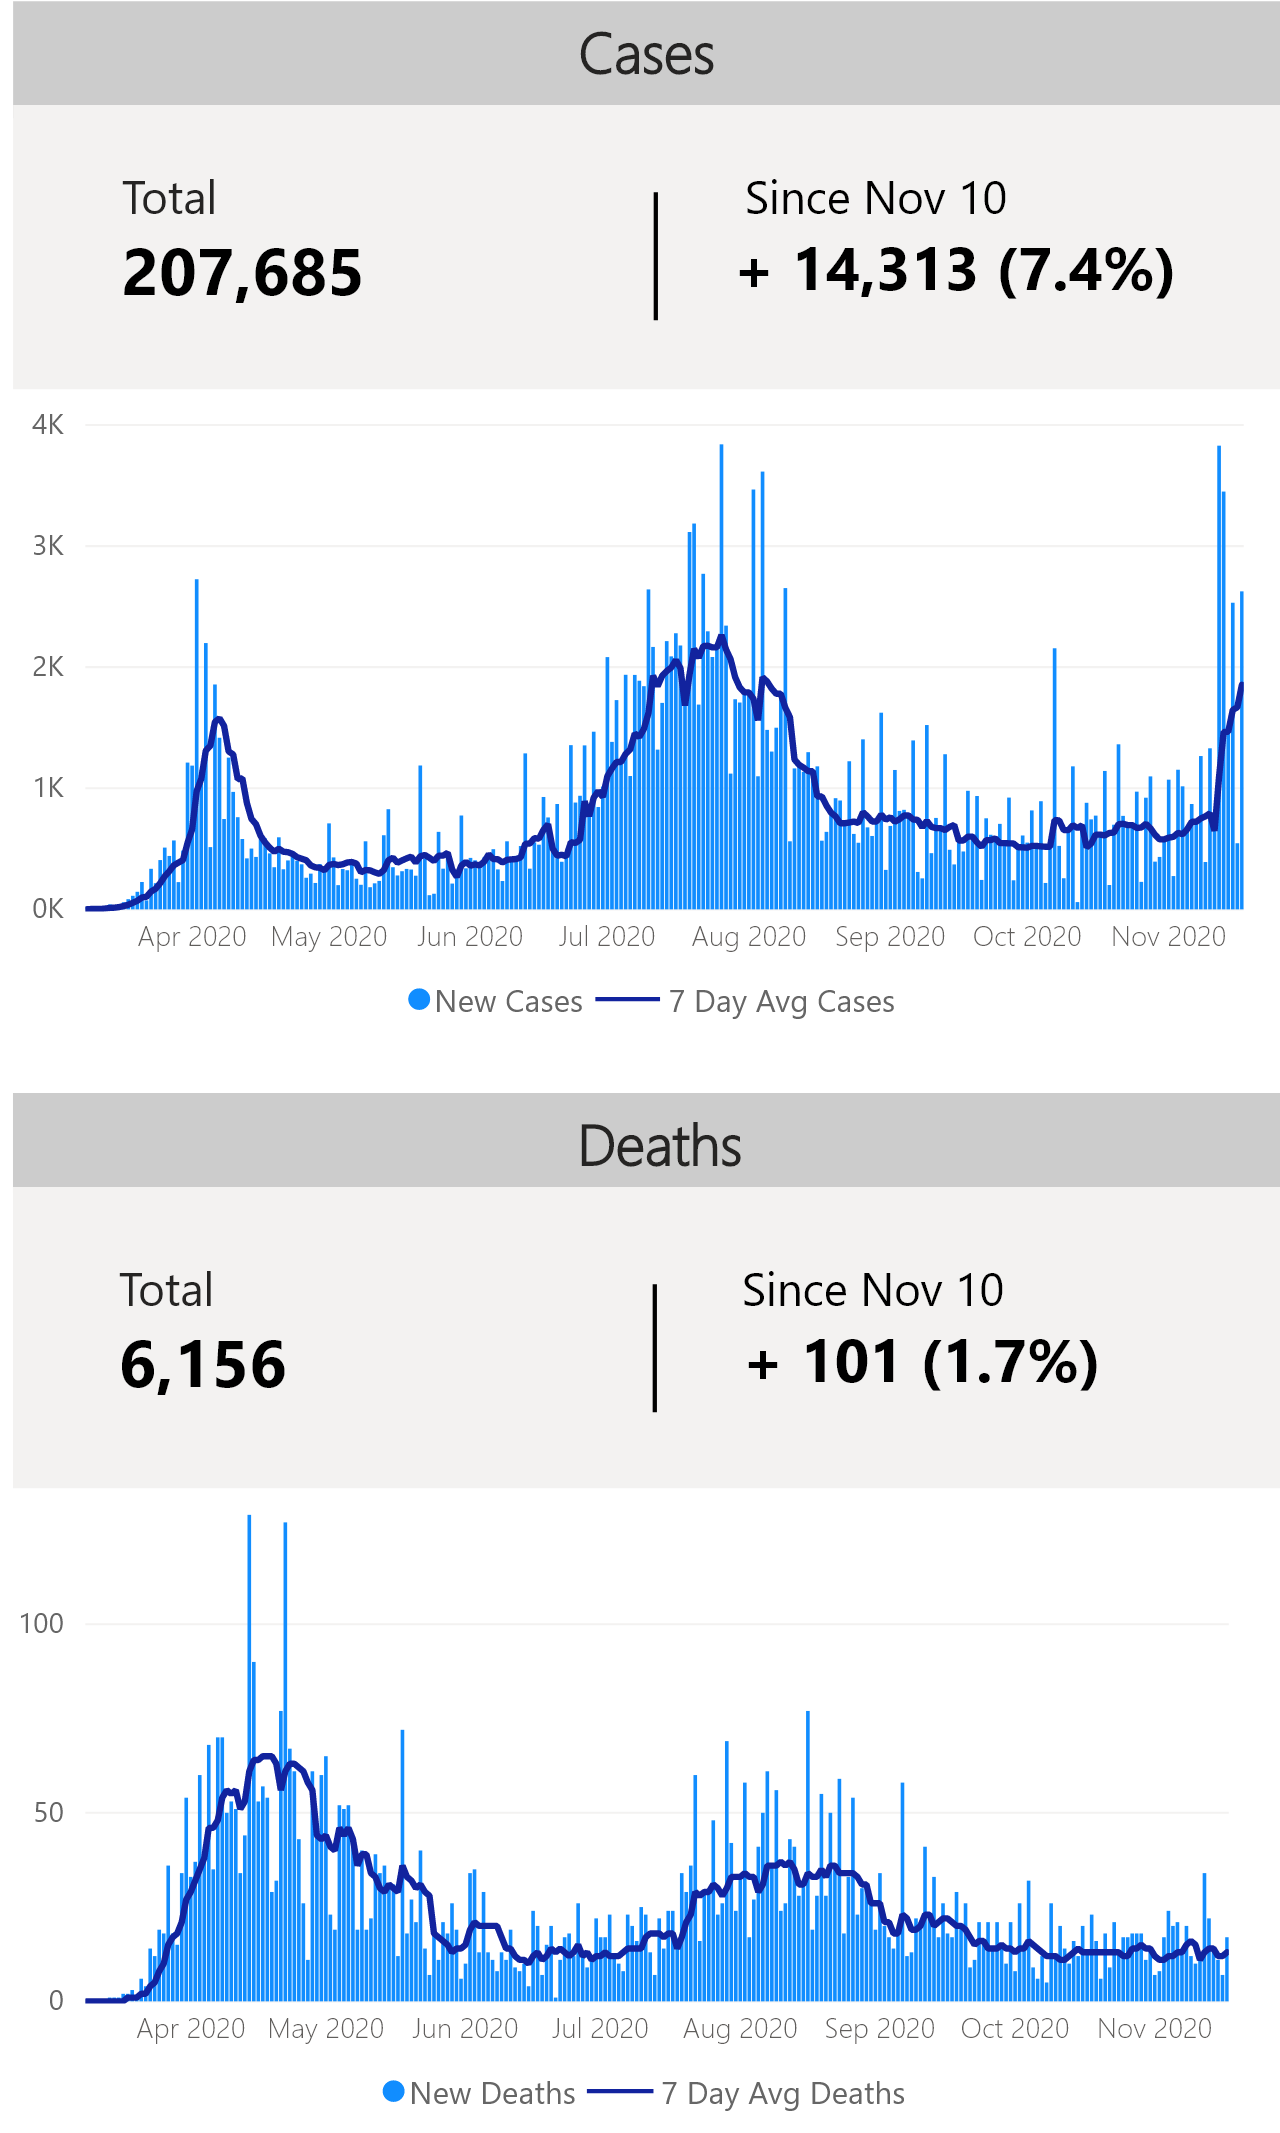 Cases
Total
207,685
Since Nov 10
+ 14,313 (7.4%)
4K
3K
2K
1K
0K
Apr 2020 May 2020 Jun 2020 Jul 2020 Aug 2020 Sep 2020 Oct 2020 Nov 2020
New Cases 7 Day Avg Cases
Deaths
Total
6,156
Since Nov 10
+ 101 (1.7%)
100
50
0
Apr 2020 May 2020 Jun 2020 Jul 2020 Aug 2020 Sep 2020 Oct 2020 Nov 2020
New Deaths 7 Day Avg Deaths